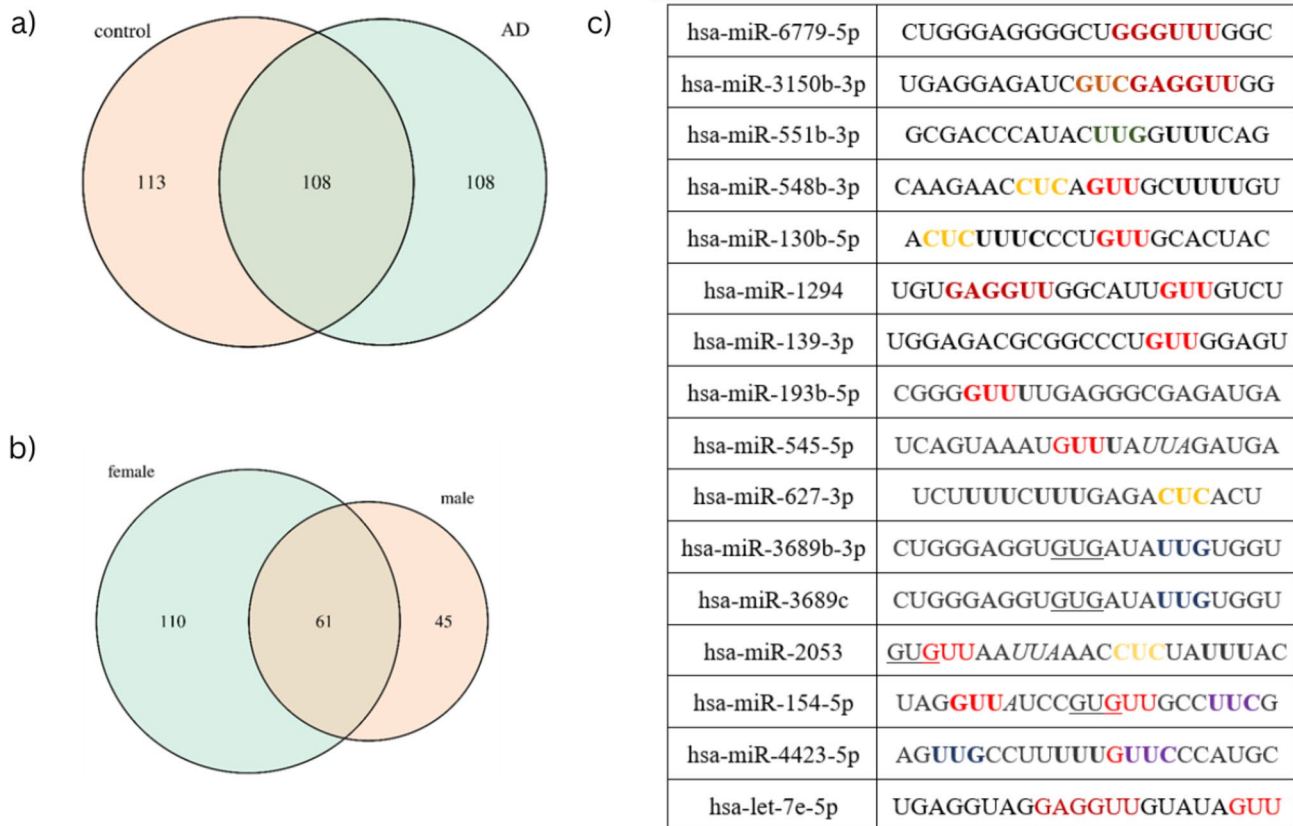 a)
control
AD
113
108
108
b)
female
male
110
61
45
c)
hsa-miR-6779-5p CUGGGAGGGGCUGGGUUUGGC
hsa-miR-3150b-3p UGAGGAGAUCGUCGAGGUUGG
hsa-miR-551b-3p GCGACCCAUACUUGGUUUCAG
hsa-miR-548b-3p CAAGAACCUCAGUUGCUUUUGU
hsa-miR-130b-5p ACUCUUUCCCUGUUGCACUAC
hsa-miR-1294 UGUGAGGUUGGCAUUGUUGUCU
hsa-miR-139-3p UGGAGACGCGGCCCUGUUGGAGU
hsa-miR-193b-5p CGGGGUUUUGAGGGCGAGAUGA
hsa-miR-545-5p UCAGUAAAUGUUUAUUAGAUGA
hsa-miR-627-3p UCUUUUCUUUGAGACUCACU
hsa-miR-3689b-3p CUGGGAGGUGUGAUAUUGUGGU
hsa-miR-3689c CUGGGAGGUGUGAUAUUGUGGU
hsa-miR-2053 GUGUUAAUUAAACCUCUAUUUAC
hsa-miR-154-5p UAGGUUAUCCGUGUUGCCUUCG
hsa-miR-4423-5p AGUUGCCUUUUUGUUCCCAUGC
hsa-let-7e-5p UGAGGUAGGAGGUUGUAUAGUU